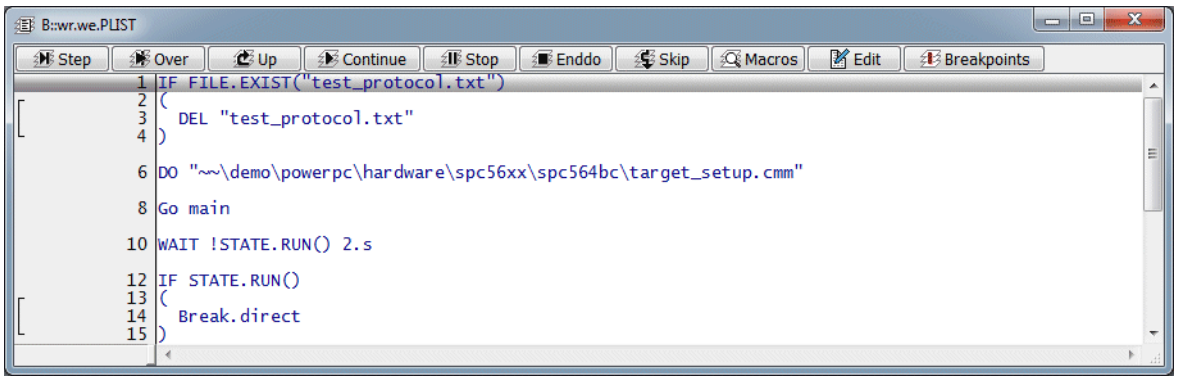 B::wr.we.PLIST
Step Over Up Continue Stop Enddo Skip Macros Edit Breakpoints
1 IF FILE.EXIST("test_protocol.txt")
2 (
3 DEL "test_protocol.txt"
4 )
6 DO "~~\demo\powerpc\hardware\spc56xx\spc564bc\target_setup.cmm"
8 Go main
10 WAIT !STATE.RUN() 2.s
12 IF STATE.RUN()
13 (
14 Break.direct
15 )